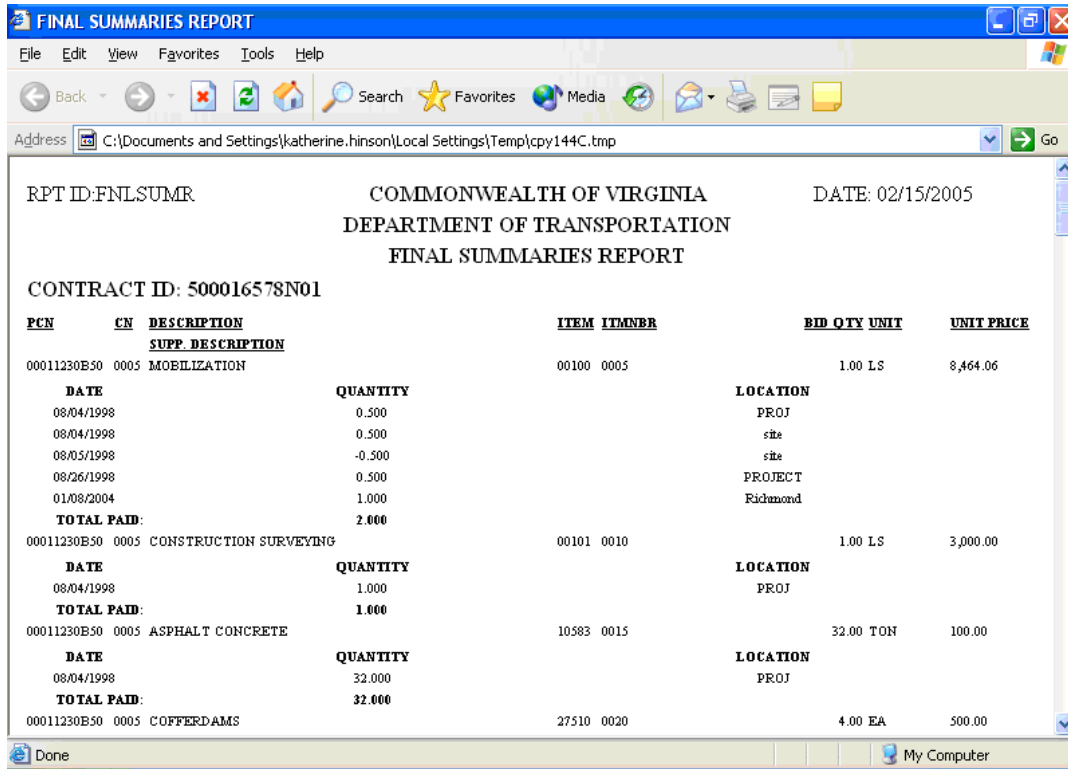 FINAL SUMMARIES REPORT
File Edit View Favorites Tools Help
Back Search Favorites Media
Address C:\Documents and Settings\katherine.hinson\Local Settings\Temp\cpy144C.tmp Go
RPT ID:FNLSUMR COMMONWEALTH OF VIRGINIA DATE: 02/15/2005
DEPARTMENT OF TRANSPORTATION
FINAL SUMMARIES REPORT
CONTRACT ID: 500016578N01
PCN CN DESCRIPTION ITEM ITMNBR BID QTY UNIT UNIT PRICE
SUPP. DESCRIPTION
00011230B50 0005 MOBILIZATION 00100 0005 1.00 LS 8,464.06
DATE QUANTITY LOCATION
08/04/1998 0.500 PROJ
08/04/1998 0.500 site
08/05/1998 -0.500 site
08/26/1998 0.500 PROJECT
01/08/2004 1.000 Richmond
TOTAL PAID: 2.000
00011230B50 0005 CONSTRUCTION SURVEYING 00101 0010 1.00 LS 3,000.00
DATE QUANTITY LOCATION
08/04/1998 1.000 PROJ
TOTAL PAID: 1.000
00011230B50 0005 ASPHALT CONCRETE 10583 0015 32.00 TON 100.00
DATE QUANTITY LOCATION
08/04/1998 32.000 PROJ
TOTAL PAID: 32.000
00011230B50 0005 COFFERDAMS 27510 0020 4.00 EA 500.00
Done My Computer